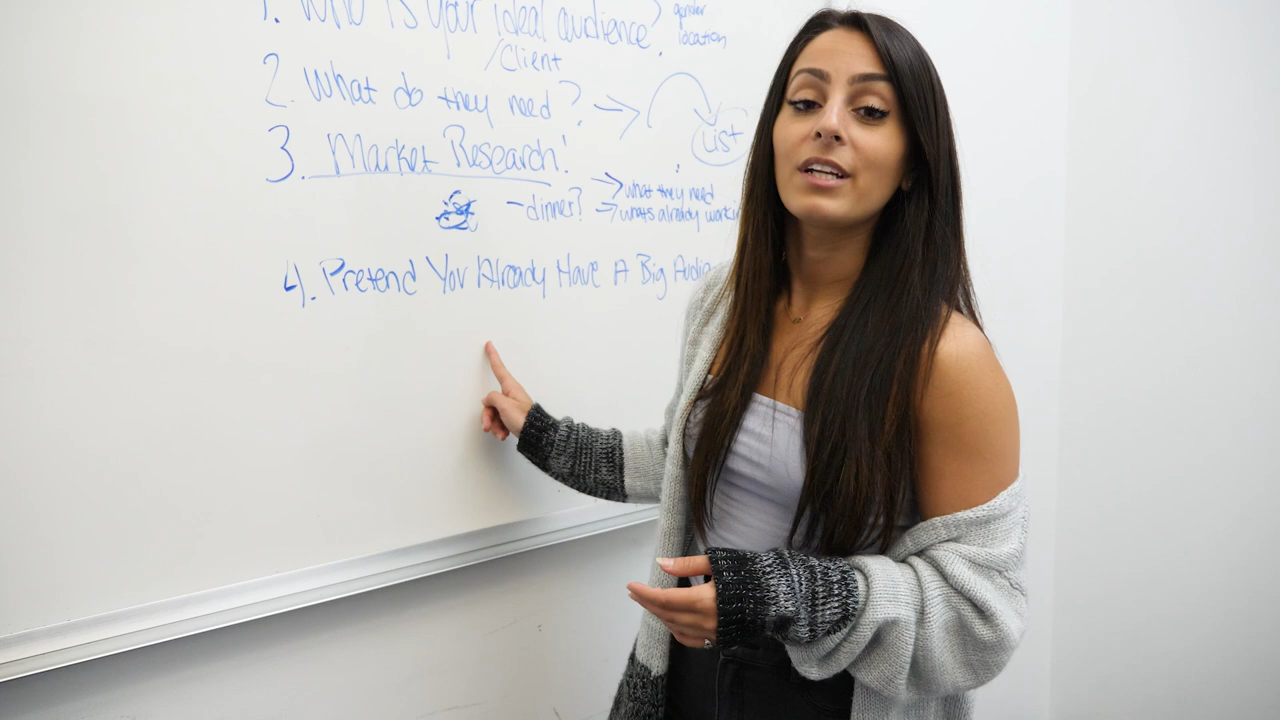 1. Who is your ideal audience? gender
/Client location
2. What do they need? → List
3. Market Research!
-dinner? → what they need
→ whats already
4. Pretend You Already Have A Big